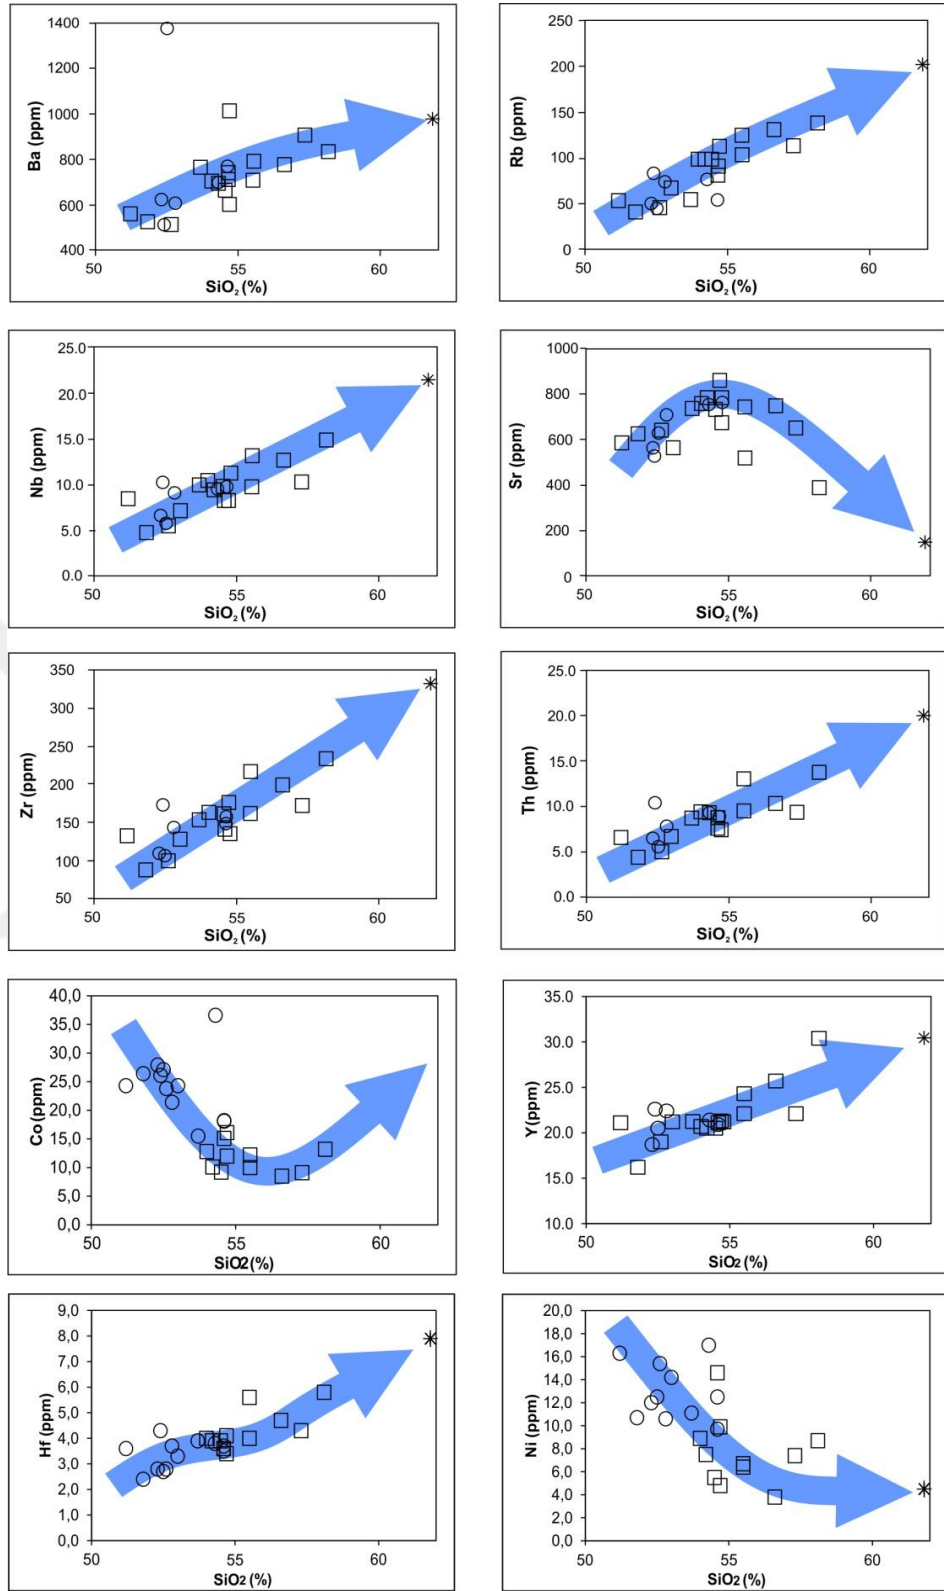 1400
1200
1000
800
600
400
Ba (ppm)
50 55 60
SiO₂ (%)
250
200
150
100
50
0
Rb (ppm)
50 55 60
SiO₂ (%)
25.0
20.0
15.0
10.0
5.0
0.0
Nb (ppm)
50 55 60
SiO₂ (%)
1000
800
600
400
200
0
Sr (ppm)
50 55 60
SiO₂ (%)
350
300
250
200
150
100
50
Zr (ppm)
50 55 60
SiO₂ (%)
25.0
20.0
15.0
10.0
5.0
0.0
Th (ppm)
50 55 60
SiO₂ (%)
40,0
35,0
30,0
25,0
20,0
15,0
10,0
5,0
0,0
Co (ppm)
50 55 60
SiO2(%)
35.0
30.0
25.0
20.0
15.0
10.0
Y(ppm)
50 55 60
SiO2 (%)
9,0
8,0
7,0
6,0
5,0
4,0
3,0
2,0
1,0
0,0
Hf (ppm)
50 55 60
SiO2 (%)
20,0
18,0
16,0
14,0
12,0
10,0
8,0
6,0
4,0
2,0
0,0
Ni (ppm)
50 55 60
SiO2 (%)